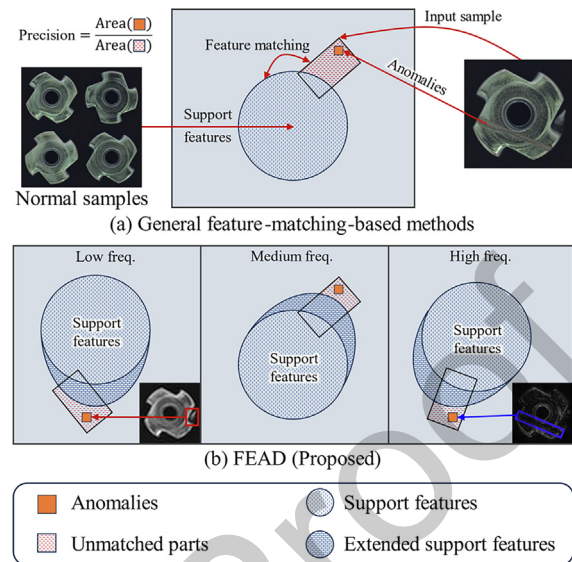 Precision = Area( ) / Area( )
Feature matching
Input sample
Anomalies
Support
features
Normal samples
(a) General feature-matching-based methods
Low freq.
Medium freq.
High freq.
Support
features
Support
features
Support
features
(b) FEAD (Proposed)
Anomalies
Support features
Unmatched parts
Extended support features